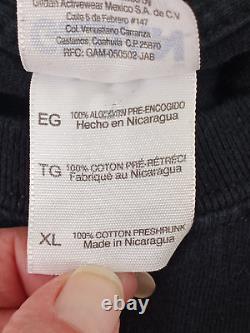 Gildan Activewear Mexico S.A. de C.V
Calle 5 de Febrero #147
Col. Venustiano Carranza
Castaños, Coahuila C.P. 25870
RFC: GAM-050502-JAB
EG 100% ALGODÓN PRE-ENCOGIDO
Hecho en Nicaragua
TG 100% COTTON PRÉ-RÉTRÉCI
Fabriqué au Nicaragua
XL 100% COTTON PRESHRUNK
Made in Nicaragua